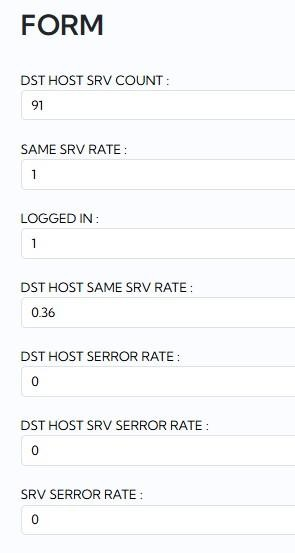 FORM
DST HOST SRV COUNT :
91
SAME SRV RATE :
1
LOGGED IN :
1
DST HOST SAME SRV RATE :
0.36
DST HOST SERROR RATE :
0
DST HOST SRV SERROR RATE :
0
SRV SERROR RATE :
0